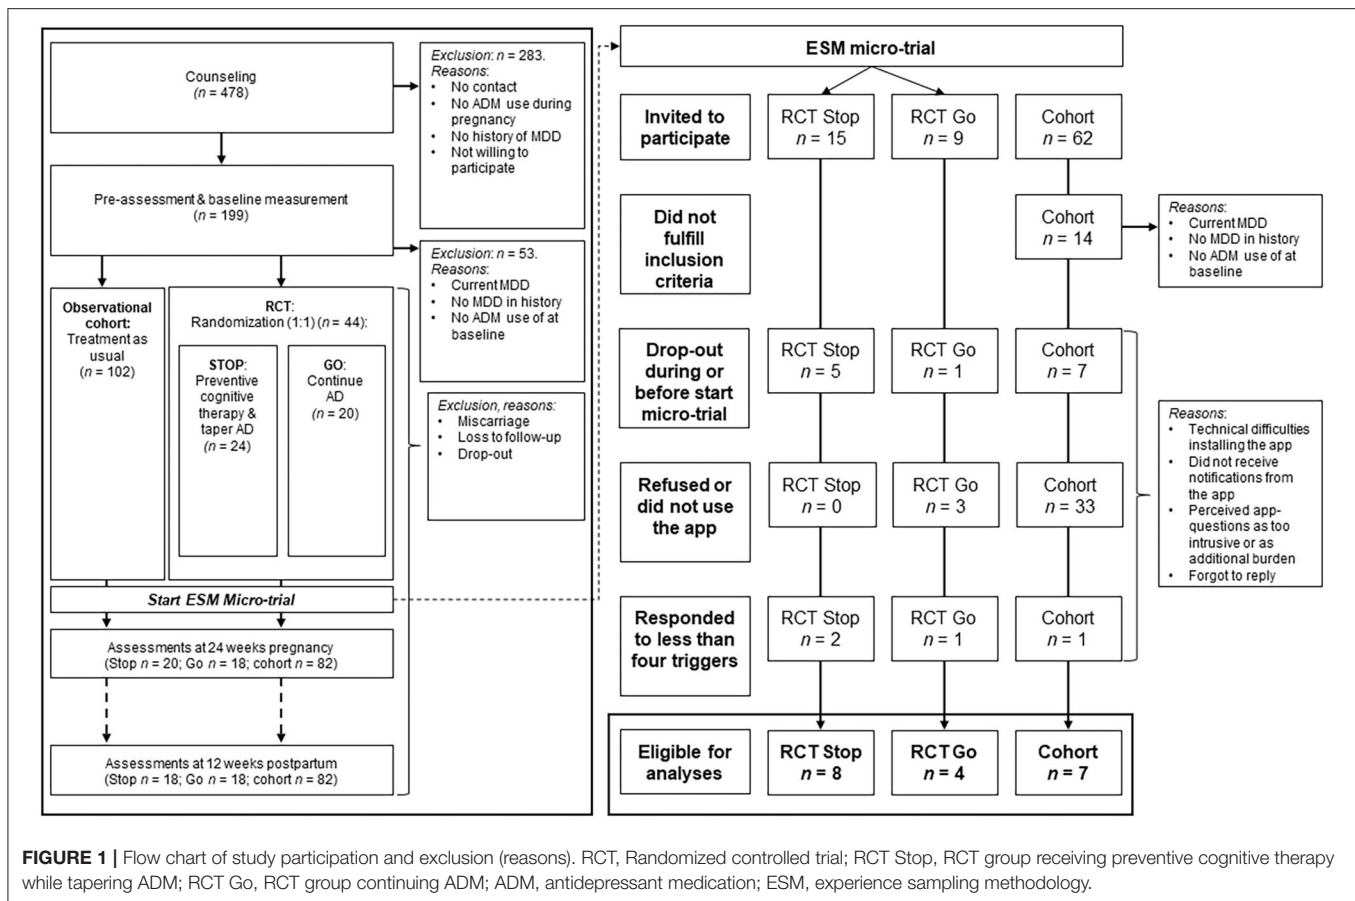 Counseling
(n = 478)
Exclusion: n = 283.
Reasons:
• No contact
• No ADM use during
pregnancy
• No history of MDD
• Not willing to
participate
Pre-assessment & baseline measurement
(n = 199)
Exclusion: n = 53.
Reasons:
• Current MDD
• No MDD in history
• No ADM use of at
baseline
Observational
cohort:
Treatment as
usual
(n = 102)
RCT:
Randomization (1:1) (n = 44):
STOP:
Preventive
cognitive
therapy &
taper AD
(n = 24)
GO:
Continue
AD
(n = 20)
Exclusion, reasons:
• Miscarriage
• Loss to follow-up
• Drop-out
Start ESM Micro-trial
Assessments at 24 weeks pregnancy
(Stop n = 20; Go n = 18; cohort n = 82)
Assessments at 12 weeks postpartum
(Stop n = 18; Go n = 18; cohort n = 82)
ESM micro-trial
Invited to
participate
RCT Stop
n = 15
RCT Go
n = 9
Cohort
n = 62
Did not
fulfill
inclusion
criteria
Cohort
n = 14
Reasons:
• Current MDD
• No MDD in history
• No ADM use of at
baseline
Drop-out
during or
before start
micro-trial
RCT Stop
n = 5
RCT Go
n = 1
Cohort
n = 7
Reasons:
• Technical difficulties
installing the app
• Did not receive
notifications from
the app
• Perceived app-
questions as too
intrusive or as
additional burden
• Forgot to reply
Refused or
did not use
the app
RCT Stop
n = 0
RCT Go
n = 3
Cohort
n = 33
Responded
to less than
four triggers
RCT Stop
n = 2
RCT Go
n = 1
Cohort
n = 1
Eligible for
analyses
RCT Stop
n = 8
RCT Go
n = 4
Cohort
n = 7
FIGURE 1 | Flow chart of study participation and exclusion (reasons). RCT, Randomized controlled trial; RCT Stop, RCT group receiving preventive cognitive therapy
while tapering ADM; RCT Go, RCT group continuing ADM; ADM, antidepressant medication; ESM, experience sampling methodology.